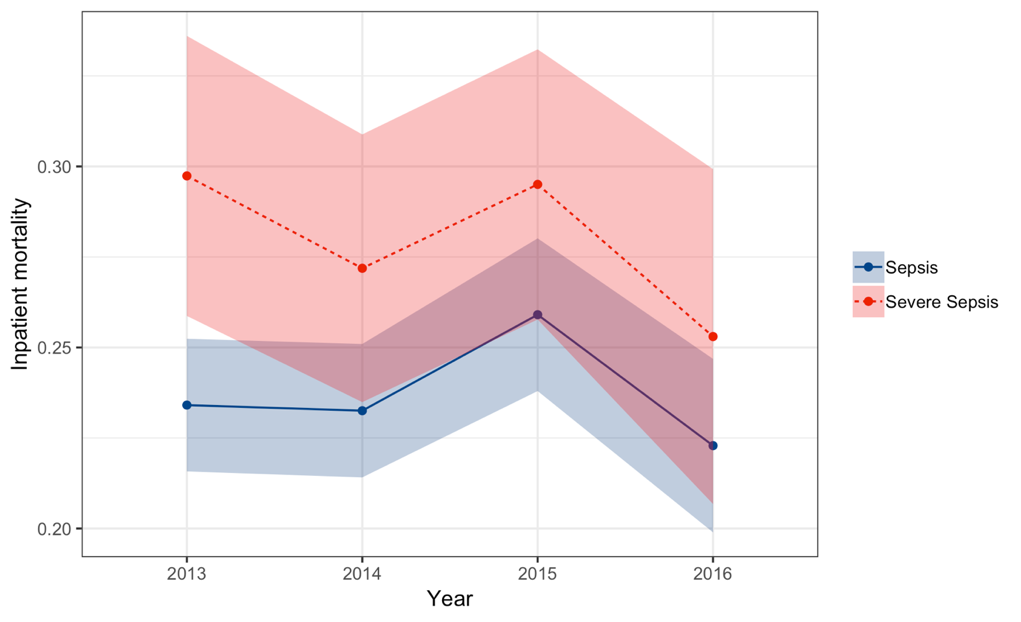 Inpatient mortality
0.30
0.25
0.20
2013 2014 2015 2016
Year
Sepsis
Severe Sepsis